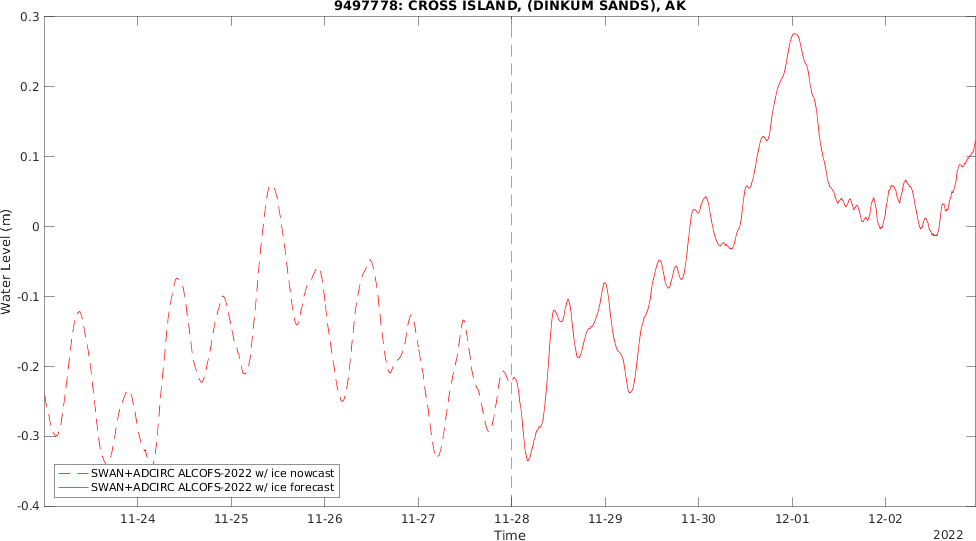 9497778: CROSS ISLAND, (DINKUM SANDS), AK
0.3
0.2
0.1
0
-0.1
-0.2
-0.3
-0.4
Water Level (m)
SWAN+ADCIRC ALCOFS-2022 w/ ice nowcast
SWAN+ADCIRC ALCOFS-2022 w/ ice forecast
11-24 11-25 11-26 11-27 11-28 11-29 11-30 12-01 12-02
Time
2022